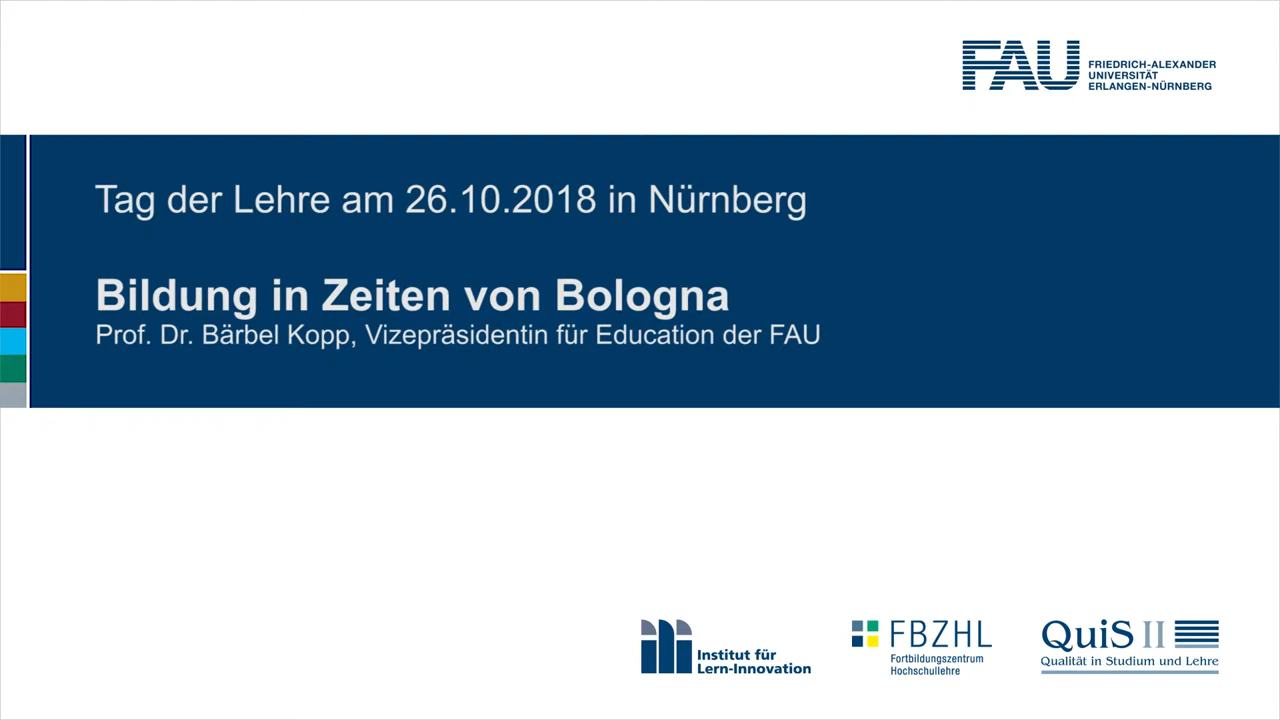 FAU
FRIEDRICH-ALEXANDER
UNIVERSITÄT
ERLANGEN-NÜRNBERG
Tag der Lehre am 26.10.2018 in Nürnberg
Bildung in Zeiten von Bologna
Prof. Dr. Bärbel Kopp, Vizepräsidentin für Education der FAU
Institut für
Lern-Innovation
FBZHL
Fortbildungszentrum
Hochschullehre
QuiS II
Qualität in Studium und Lehre